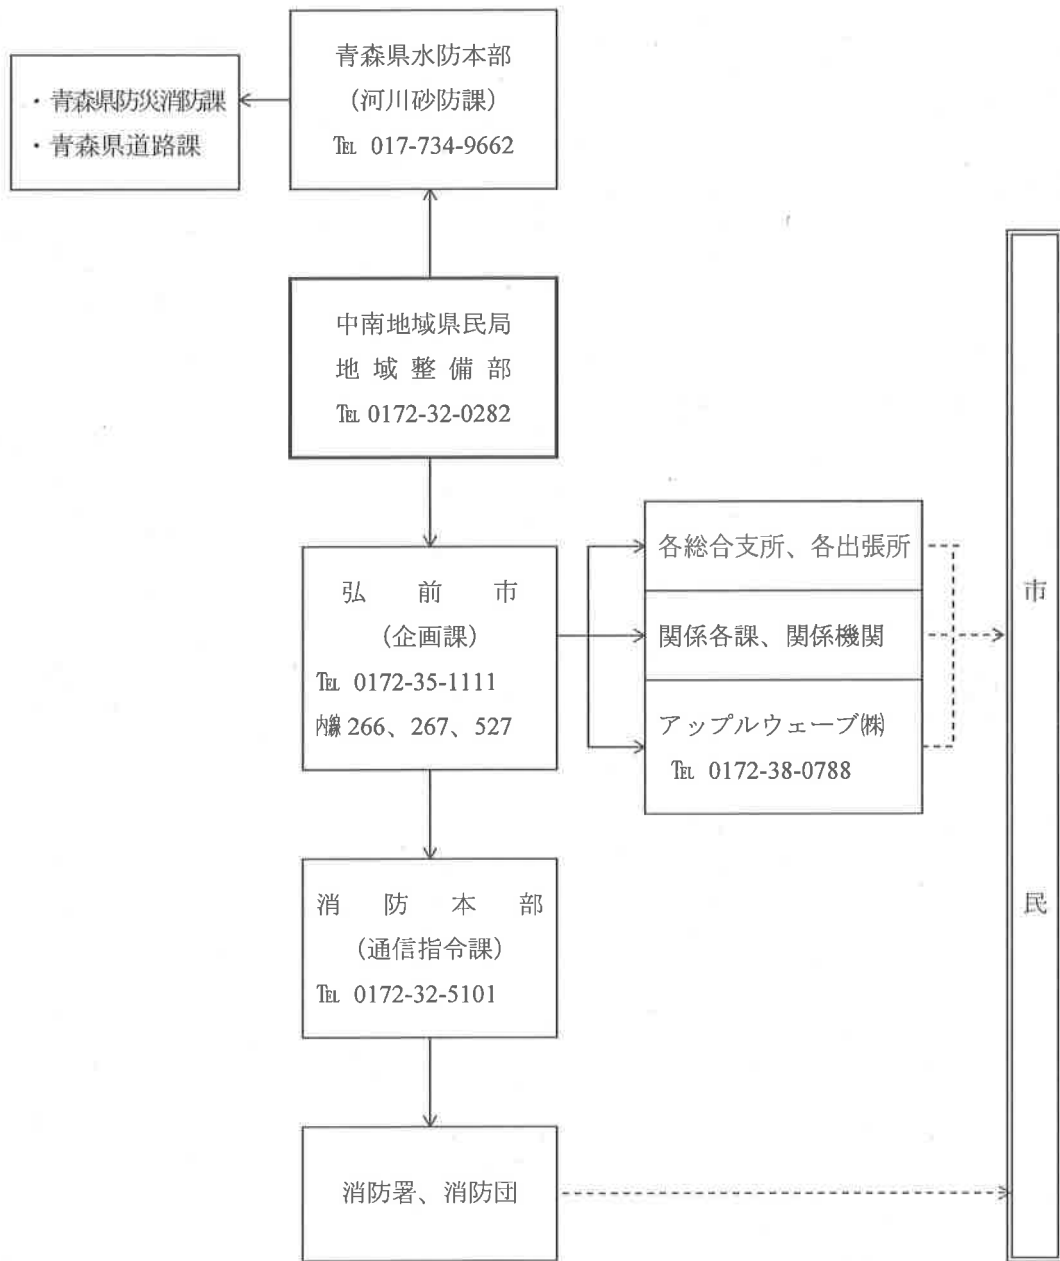 青森県水防本部
(河川砂防課)
℡ 017-734-9662
・青森県防災消防課
・青森県道路課
中南地域県民局
地域整備部
℡ 0172-32-0282
弘前市
(企画課)
℡ 0172-35-1111
内線 266、267、527
各総合支所、各出張所
関係各課、関係機関
アップルウェーブ㈱
℡ 0172-38-0788
消防本部
(通信指令課)
℡ 0172-32-5101
消防署、消防団
市民